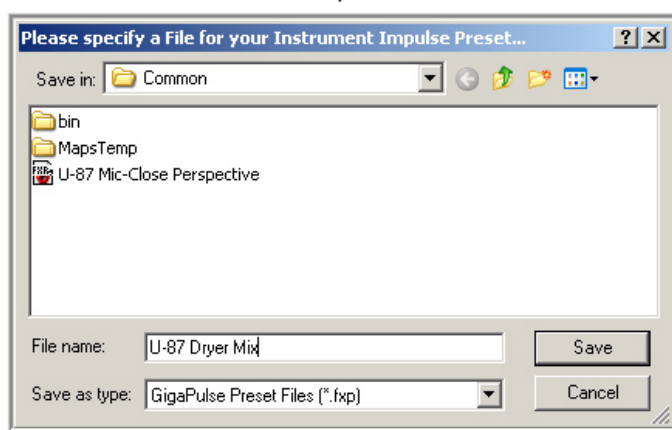 Please specify a File for your Instrument Impulse Preset...
Save in: Common
bin
MapsTemp
U-87 Mic-Close Perspective
File name: U-87 Dryer Mix
Save
Save as type: GigaPulse Preset Files (*.fxp)
Cancel